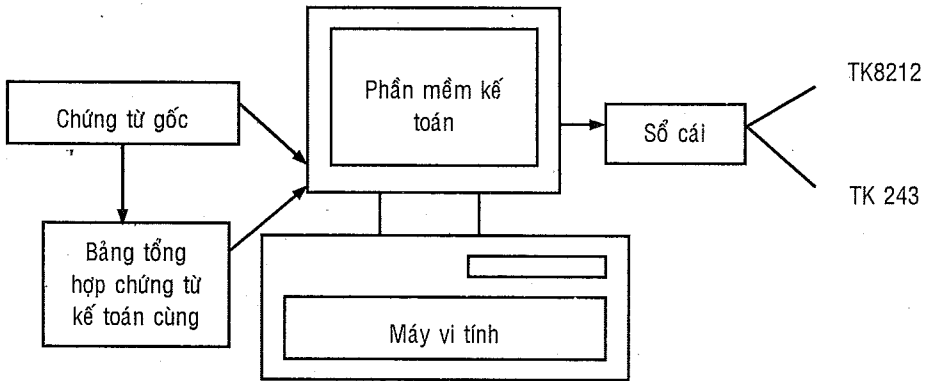 Chứng từ gốc
Bảng tổng
hợp chứng từ
kế toán cùng
Phần mềm kế
toán
Máy vi tính
Sổ cái
TK8212
TK 243